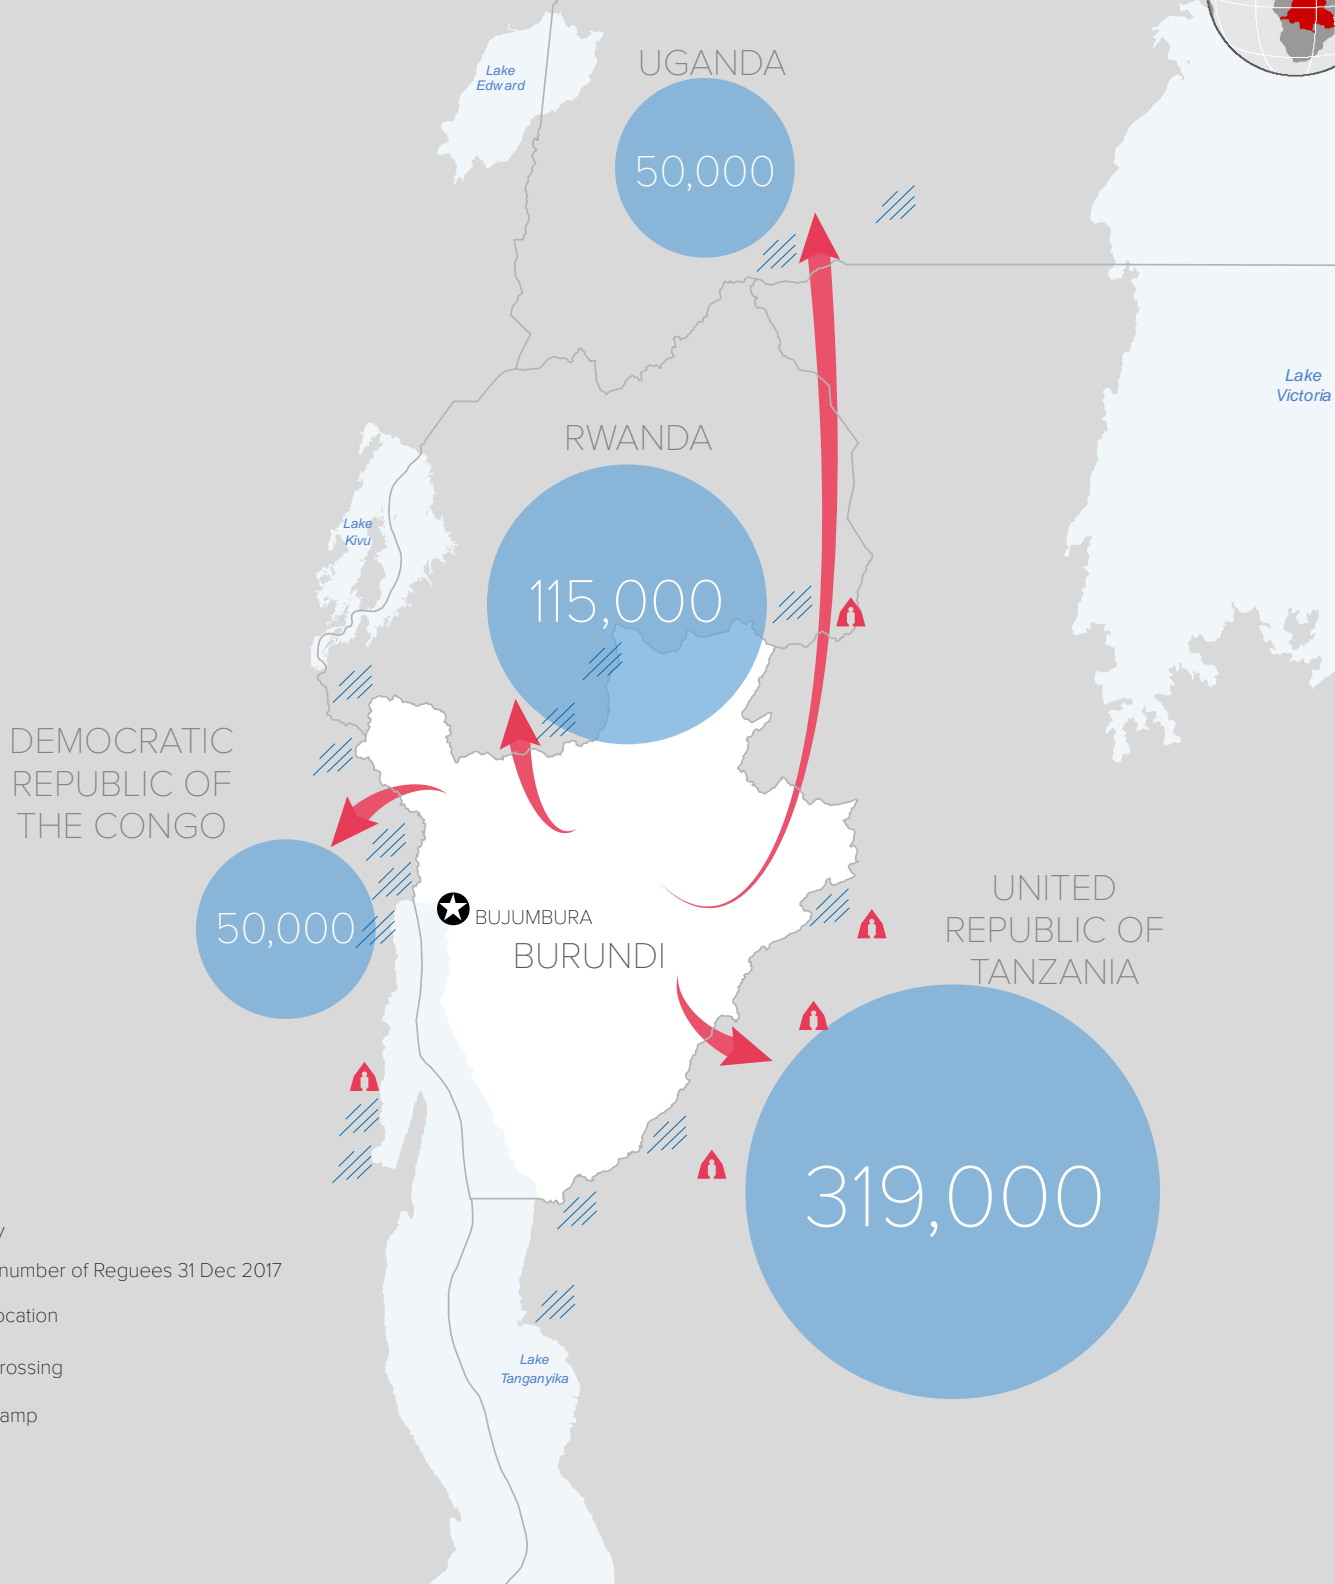 UGANDA
50,000
Lake
Edward
Lake
Victoria
RWANDA
115,000
Lake
Kivu
DEMOCRATIC
REPUBLIC OF
THE CONGO
50,000
BUJUMBURA
BURUNDI
UNITED
REPUBLIC OF
TANZANIA
319,000
number of Reguees 31 Dec 2017
ocation
rossing
amp
Lake
Tanganyika